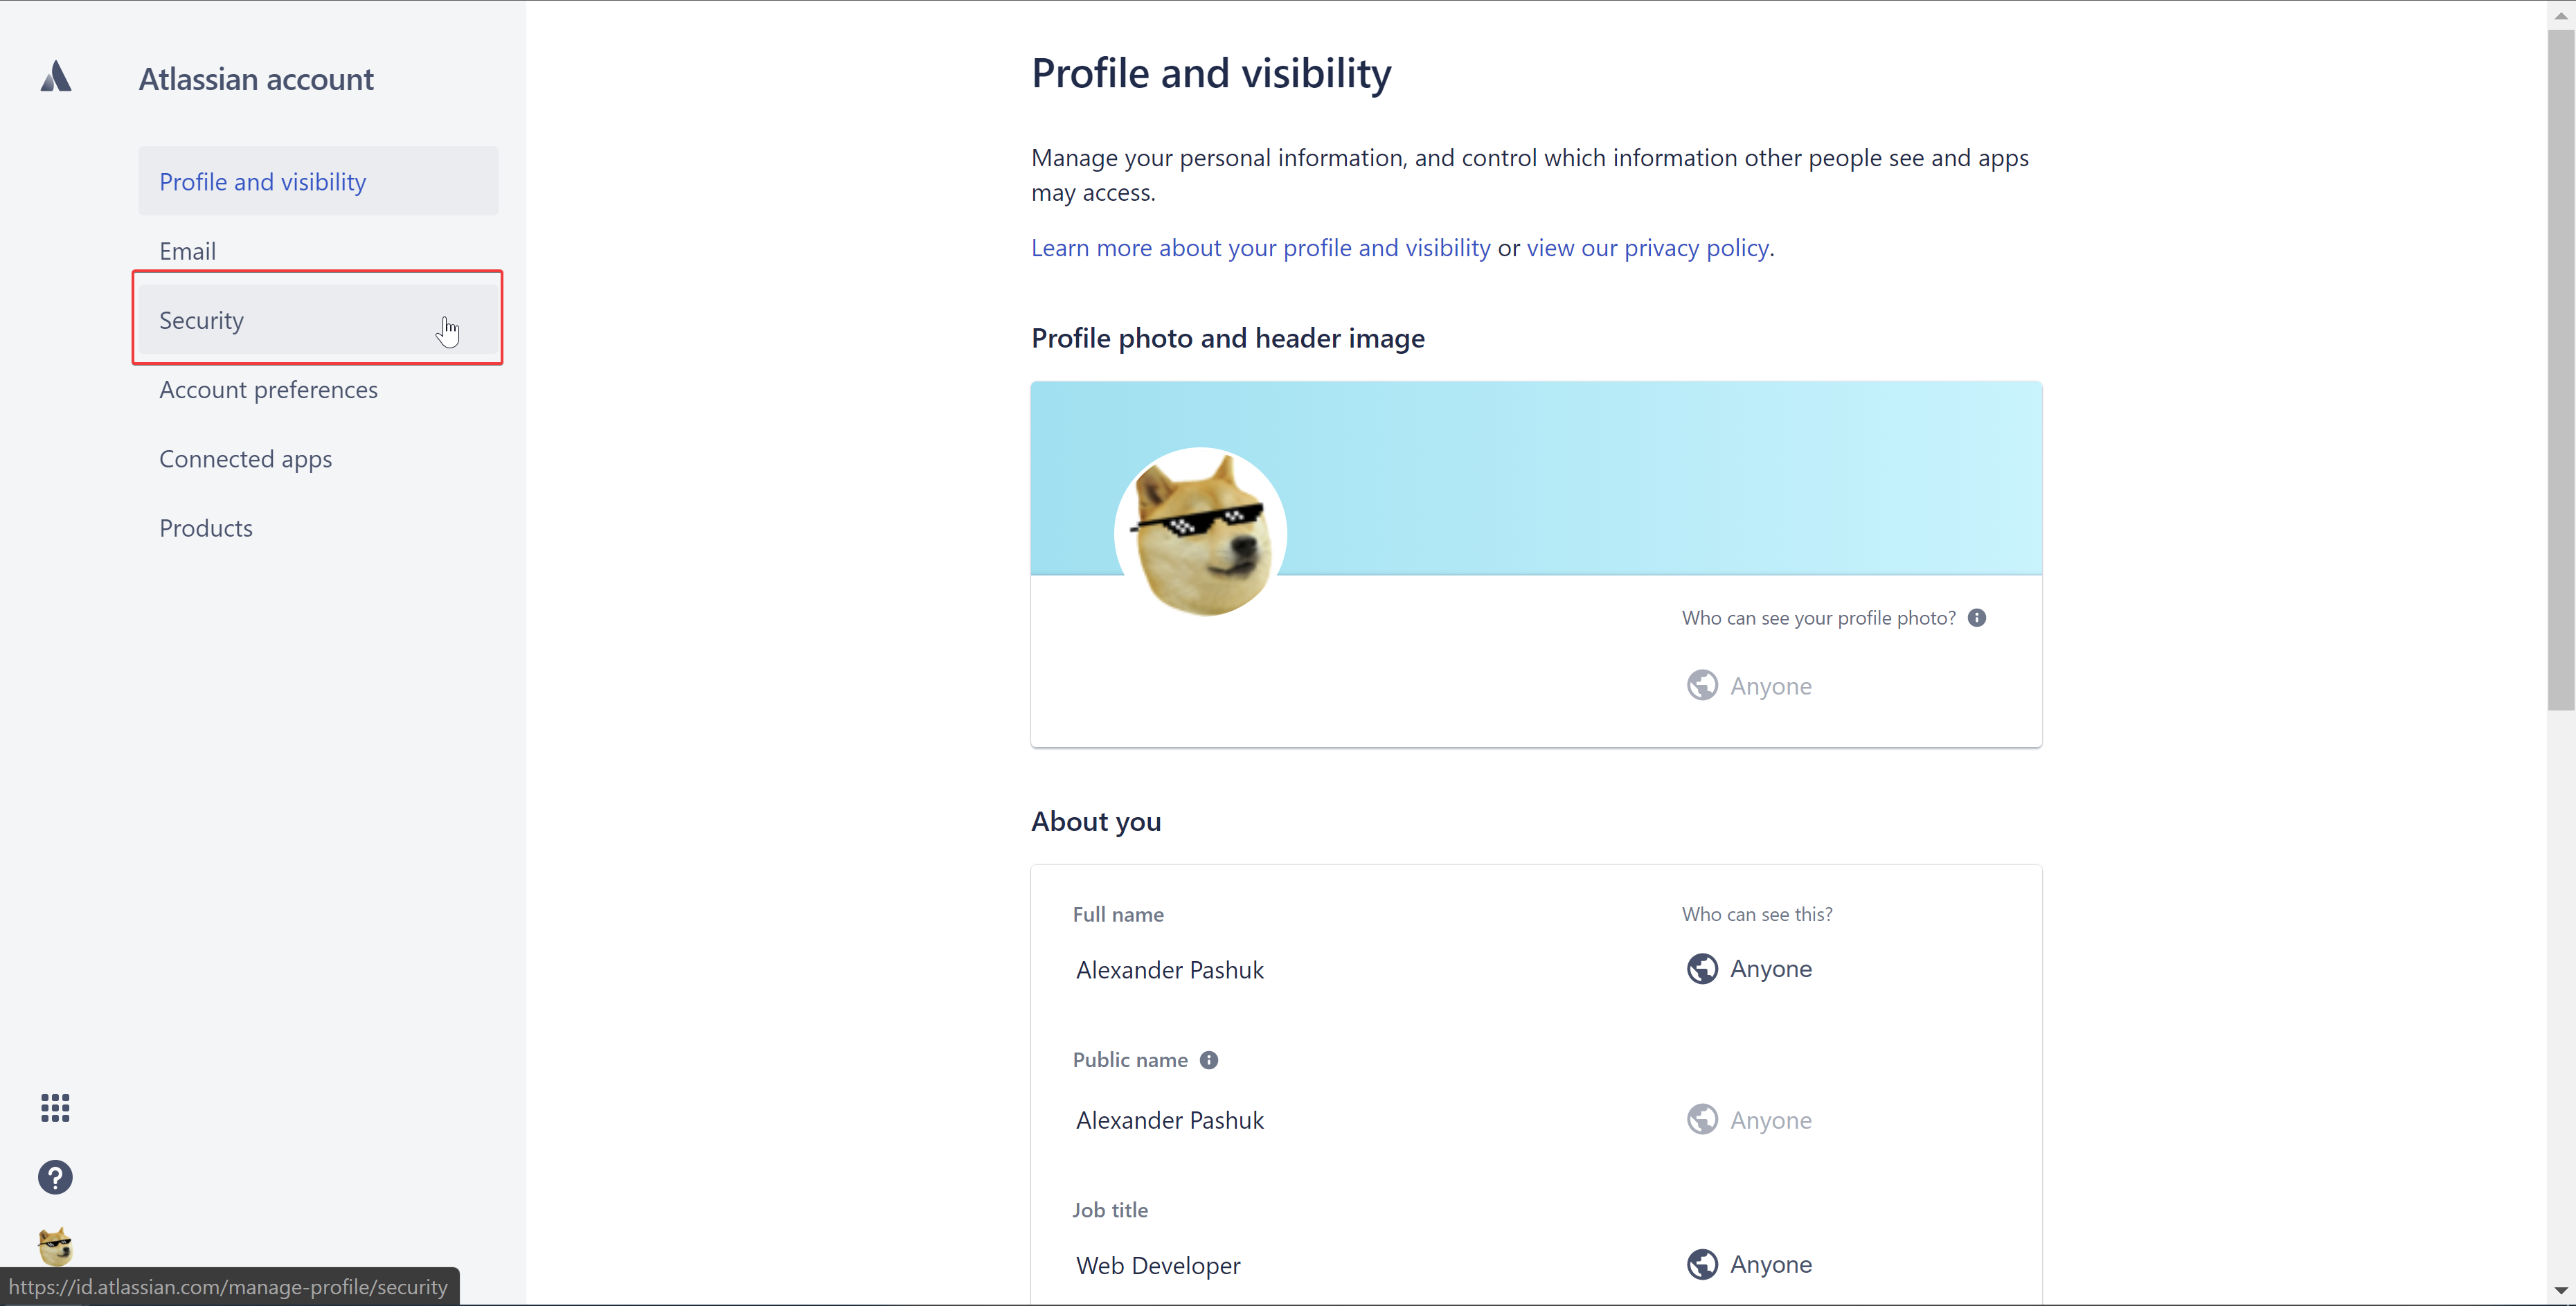 Atlassian account
Profile and visibility
Email
Security
Account preferences
Connected apps
Products
https://id.atlassian.com/manage-profile/security
Profile and visibility
Manage your personal information, and control which information other people see and apps
may access.
Learn more about your profile and visibility or view our privacy policy.
Profile photo and header image
Who can see your profile photo?
Anyone
About you
Full name
Who can see this?
Alexander Pashuk
Anyone
Public name
Alexander Pashuk
Anyone
Job title
Web Developer
Anyone